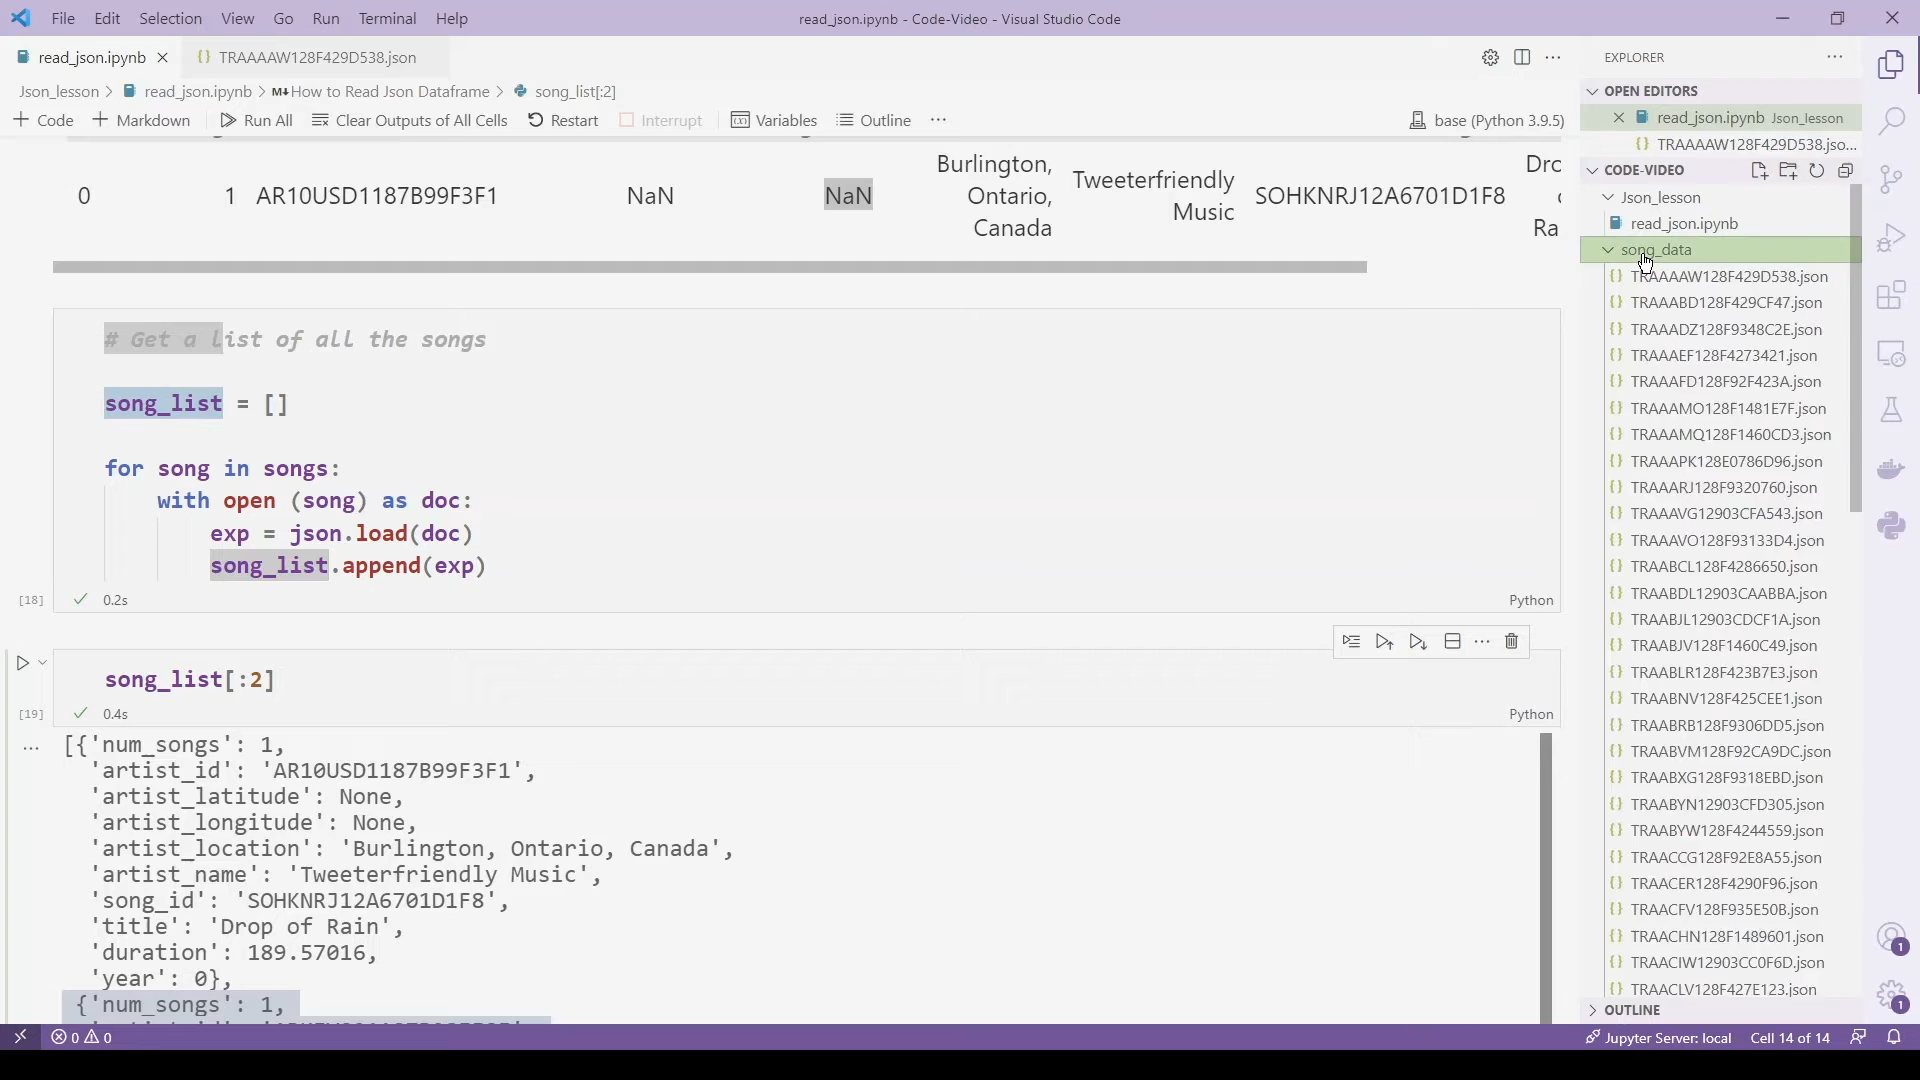 File Edit Selection View Go Run Terminal Help
read_json.ipynb - Code-Video - Visual Studio Code
read_json.ipynb
TRAAAAW128F429D538.json
Json_lesson > read_json.ipynb > M↓How to Read Json Dataframe > song_list[:2]
+ Code + Markdown Run All Clear Outputs of All Cells Restart Interrupt Variables Outline ...
base (Python 3.9.5)
0 1 AR10USD1187B99F3F1 NaN NaN
Burlington,
Ontario,
Canada
Tweeterfriendly
Music
SOHKNRJ12A6701D1F8
Dro
Ra
# Get a list of all the songs
song_list = []
for song in songs:
with open (song) as doc:
exp = json.load(doc)
song_list.append(exp)
[18] 0.2s Python
song_list[:2]
[19] 0.4s Python
... [{'num_songs': 1,
'artist_id': 'AR10USD1187B99F3F1',
'artist_latitude': None,
'artist_longitude': None,
'artist_location': 'Burlington, Ontario, Canada',
'artist_name': 'Tweeterfriendly Music',
'song_id': 'SOHKNRJ12A6701D1F8',
'title': 'Drop of Rain',
'duration': 189.57016,
'year': 0},
{'num_songs': 1,
EXPLORER
OPEN EDITORS
read_json.ipynb Json_lesson
TRAAAAW128F429D538.jso...
CODE-VIDEO
Json_lesson
read_json.ipynb
song_data
TRAAAAW128F429D538.json
TRAAABD128F429CF47.json
TRAAADZ128F9348C2E.json
TRAAAEF128F4273421.json
TRAAAFD128F92F423A.json
TRAAAMO128F1481E7F.json
TRAAAMQ128F1460CD3.json
TRAAAPK128E0786D96.json
TRAAARJ128F9320760.json
TRAAAVG12903CFA543.json
TRAAAVO128F93133D4.json
TRAABCL128F4286650.json
TRAABDL12903CAABBA.json
TRAABJL12903CDCF1A.json
TRAABJV128F1460C49.json
TRAABLR128F423B7E3.json
TRAABNV128F425CEE1.json
TRAABRB128F9306DD5.json
TRAABVM128F92CA9DC.json
TRAABXG128F9318EBD.json
TRAABYN12903CFD305.json
TRAABYW128F4244559.json
TRAACCG128F92E8A55.json
TRAACER128F4290F96.json
TRAACFV128F935E50B.json
TRAACHN128F1489601.json
TRAACIW12903CC0F6D.json
TRAACLV128F427E123.json
OUTLINE
1
1
0 0
Jupyter Server: local Cell 14 of 14